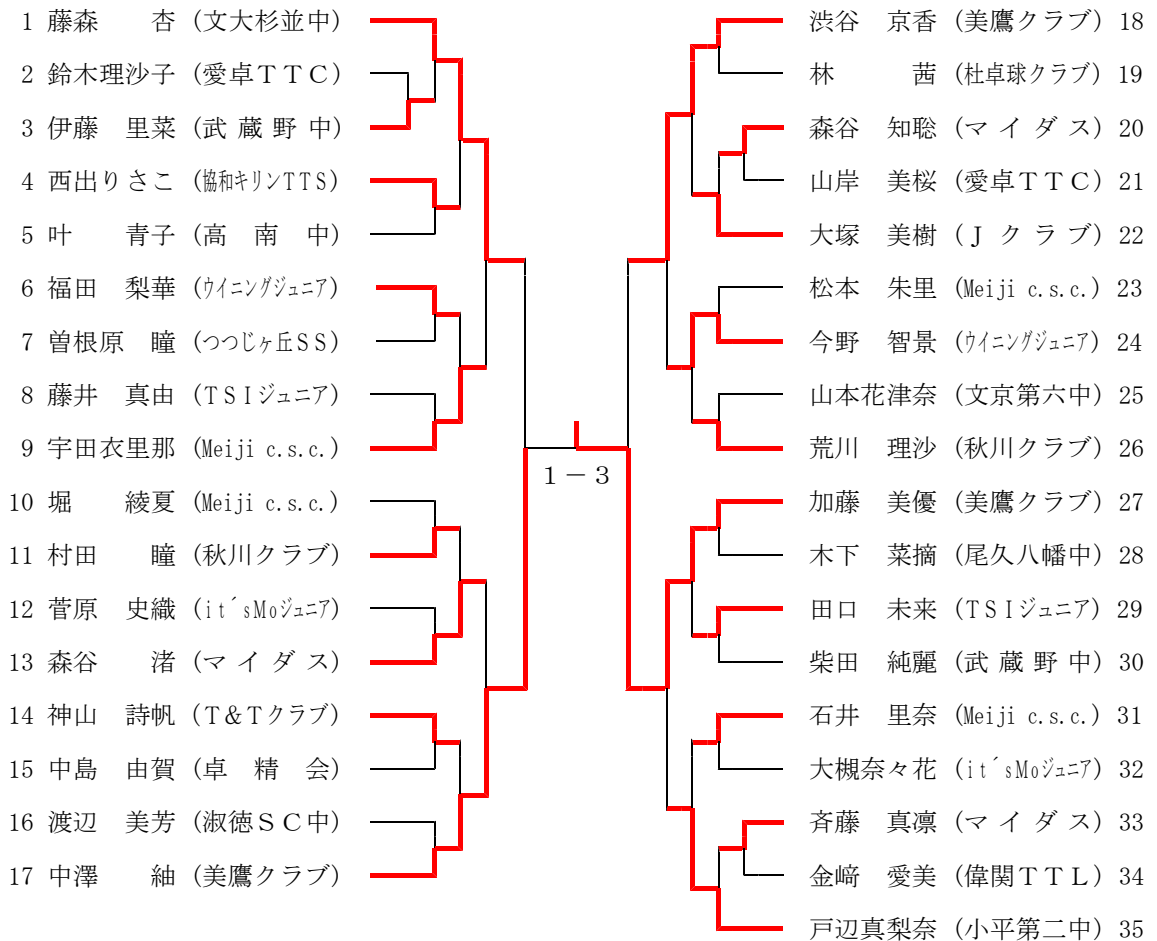 1 藤森　　杏 (文大杉並中)
2 鈴木理沙子 (愛卓ＴＴＣ)
3 伊藤　里菜 (武 蔵 野 中)
4 西出りさこ (協和ｷﾘﾝTTS)
5 叶　　青子 (高　南　中)
6 福田　梨華 (ｳｲﾆﾝｸﾞｼﾞｭﾆｱ)
7 曽根原　瞳 (つつじヶ丘SS)
8 藤井　真由 (TSIｼﾞｭﾆｱ)
9 宇田衣里那 (Meiji c.s.c.)
10 堀　　綾夏 (Meiji c.s.c.)
11 村田　　瞳 (秋川クラブ)
12 菅原　史織 (it´sMoｼﾞｭﾆｱ)
13 森谷　　渚 (マ イ ダ ス)
14 神山　詩帆 (T&Tクラブ)
15 中島　由賀 (卓　精　会)
16 渡辺　美芳 (淑徳ＳＣ中)
17 中澤　　紬 (美鷹クラブ)
１－３
渋谷　京香 (美鷹クラブ) 18
林　　　茜 (杜卓球クラブ) 19
森谷　知聡 (マ イ ダ ス) 20
山岸　美桜 (愛卓ＴＴＣ) 21
大塚　美樹 (Ｊ ク ラ ブ) 22
松本　朱里 (Meiji c.s.c.) 23
今野　智景 (ｳｲﾆﾝｸﾞｼﾞｭﾆｱ) 24
山本花津奈 (文京第六中) 25
荒川　理沙 (秋川クラブ) 26
加藤　美優 (美鷹クラブ) 27
木下　菜摘 (尾久八幡中) 28
田口　未来 (TSIｼﾞｭﾆｱ) 29
柴田　純麗 (武 蔵 野 中) 30
石井　里奈 (Meiji c.s.c.) 31
大槻奈々花 (it´sMoｼﾞｭﾆｱ) 32
斉藤　真凛 (マ イ ダ ス) 33
金﨑　愛美 (偉関ＴＴＬ) 34
戸辺真梨奈 (小平第二中) 35